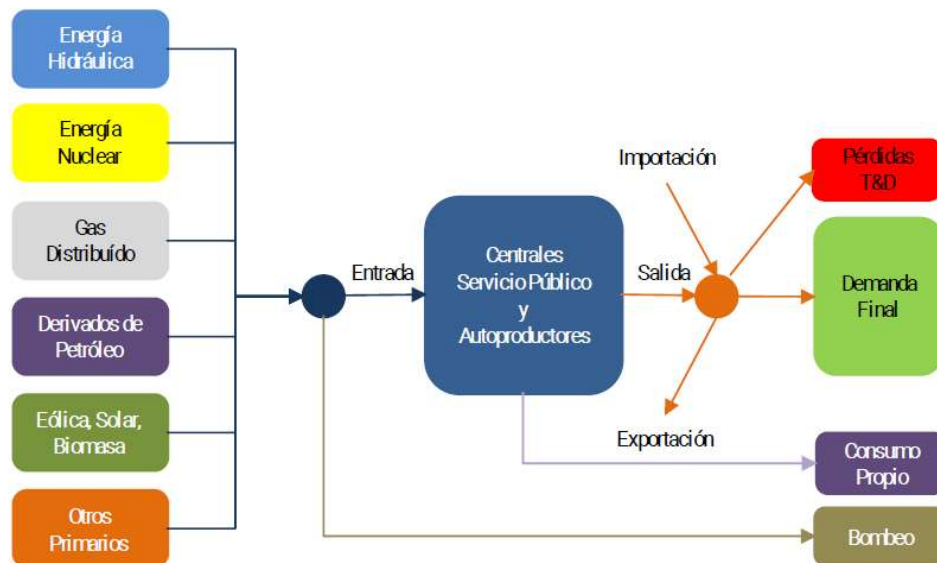 Energía
Hidráulica
Energía
Nuclear
Gas
Distribuído
Derivados de
Petróleo
Eólica, Solar,
Biomasa
Otros
Primarios
Entrada
Centrales
Servicio Público
y
Autoproductores
Salida
Importación
Exportación
Pérdidas
T&D
Demanda
Final
Consumo
Propio
Bombeo